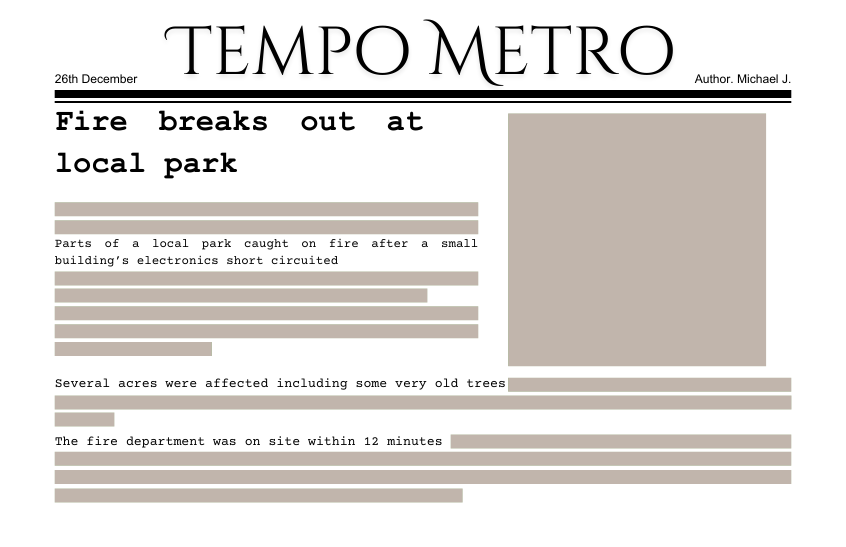 TEMPO METRO
26th December
Author. Michael J.
Fire breaks out at
local park
Parts of a local park caught on fire after a small
building’s electronics short circuited
Several acres were affected including some very old trees
The fire department was on site within 12 minutes